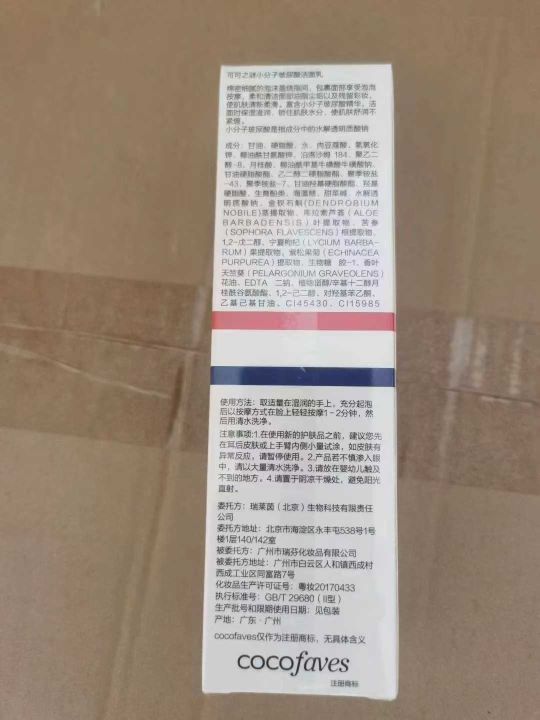 可可之谜小分子玻尿酸洁面乳
绵密细腻的泡沫萦绕指间，包裹面部享受泡泡
按摩，柔和清洁面部油脂尘垢以及残留彩妆，
使肌肤清新柔滑。富含小分子玻尿酸精华，洁
面时保湿滋润，锁住肌肤水分，使肌肤舒润不
紧绷。
小分子玻尿酸是指成分中的水解透明质酸钠
成分：甘油、硬脂酸、水、肉豆蔻酸、氢氧化
钾、椰油酰甘氨酸钾、泊洛沙姆 184、聚乙二
醇-8、月桂酸、椰油酰甲基牛磺酸牛磺酸钠、
甘油硬脂酸酯、乙二醇二硬脂酸酯、聚季铵盐
-43、聚季铵盐-7、甘油羟基硬脂酸酯、羟基
硬脂酸、生育酚类、海藻糖、甜菜碱、水解透
明质酸钠、金钗石斛(DENDROBIUM
NOBILE)茎提取物、库拉索芦荟(ALOE
BARBADENSIS)叶提取物、苦参
(SOPHORA FLAVESCENS)根提取物、
1,2-戊二醇、宁夏枸杞(LYCIUM BARBA-
RUM)果提取物、紫松果菊(ECHINACEA
PURPUREA)提取物、生物糖 胶-1、香叶
天竺葵(PELARGONIUM GRAVEOLENS)
花油、EDTA 二钠、植物甾醇/辛基十二醇月
桂酰谷氨酸酯、1,2-己二醇、对羟基苯乙酮、
乙基己基甘油、CI45430、CI15985
使用方法：取适量在湿润的手上，充分起泡
后以按摩方式在脸上轻轻按摩1-2分钟，然
后用清水洗净。
注意事项:1.在使用新的护肤品之前，建议您先
在耳后皮肤或上手臂内侧小量试涂，如皮肤有
异常反应，请暂停使用。2.产品若不慎渗入眼
中，请以大量清水洗净。3.请放在婴幼儿触及
不到的地方。4.请置于阴凉干燥处，避免阳光
直射。
委托方：瑞莱茵（北京）生物科技有限责任
公司
委托方地址：北京市海淀区永丰屯538号1号
楼1层140/142室
被委托方：广州市瑞芬化妆品有限公司
被委托方地址：广州市白云区人和镇西成村
西成工业区同富路7号
化妆品生产许可证号：粤妆20170433
执行标准号：GB/T 29680（II型）
生产批号和限期使用日期：见包装
产地：广东·广州
cocofaves仅作为注册商标，无具体含义
cocofaves
注册商标